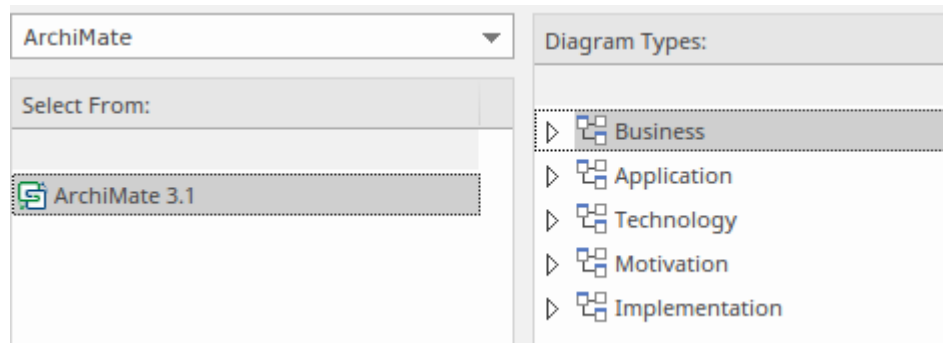 ArchiMate
Select From:
ArchiMate 3.1
Diagram Types:
Business
Application
Technology
Motivation
Implementation